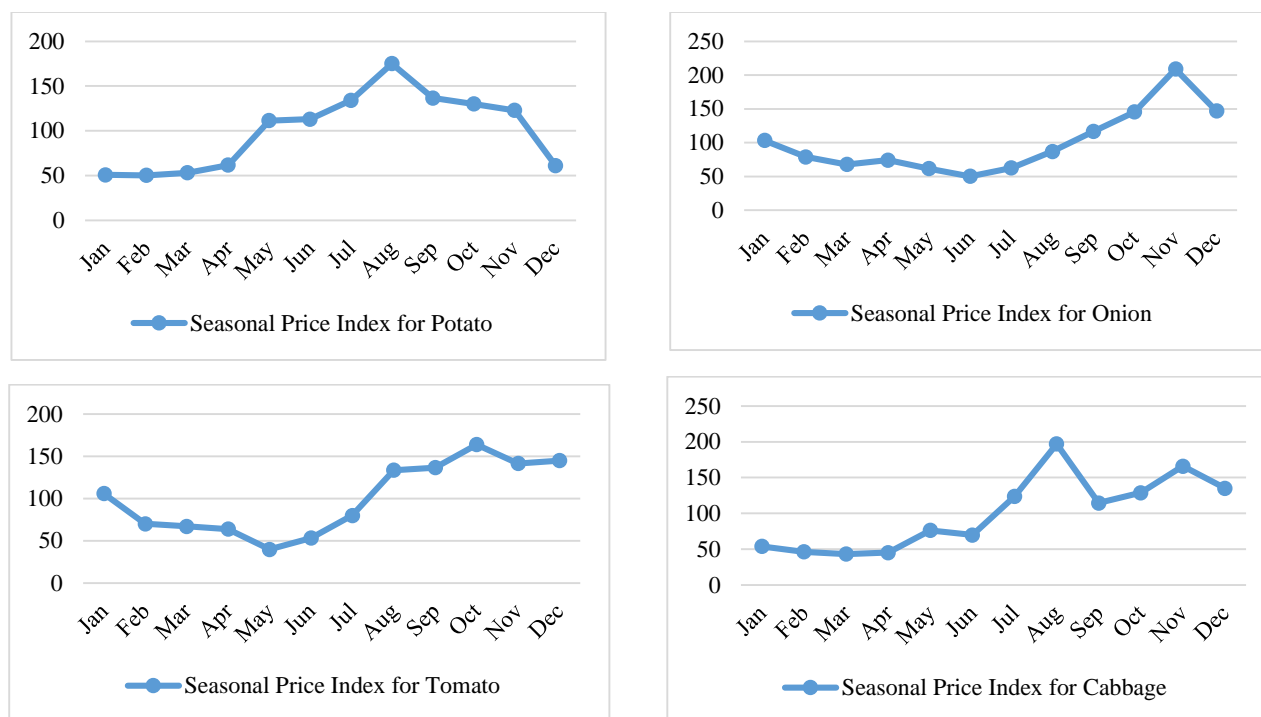 200
150
100
50
0
Jan Feb Mar Apr May Jun Jul Aug Sep Oct Nov Dec
Seasonal Price Index for Potato
250
200
150
100
50
0
Jan Feb Mar Apr May Jun Jul Aug Sep Oct Nov Dec
Seasonal Price Index for Onion
200
150
100
50
0
Jan Feb Mar Apr May Jun Jul Aug Sep Oct Nov Dec
Seasonal Price Index for Tomato
250
200
150
100
50
0
Jan Feb Mar Apr May Jun Jul Aug Sep Oct Nov Dec
Seasonal Price Index for Cabbage